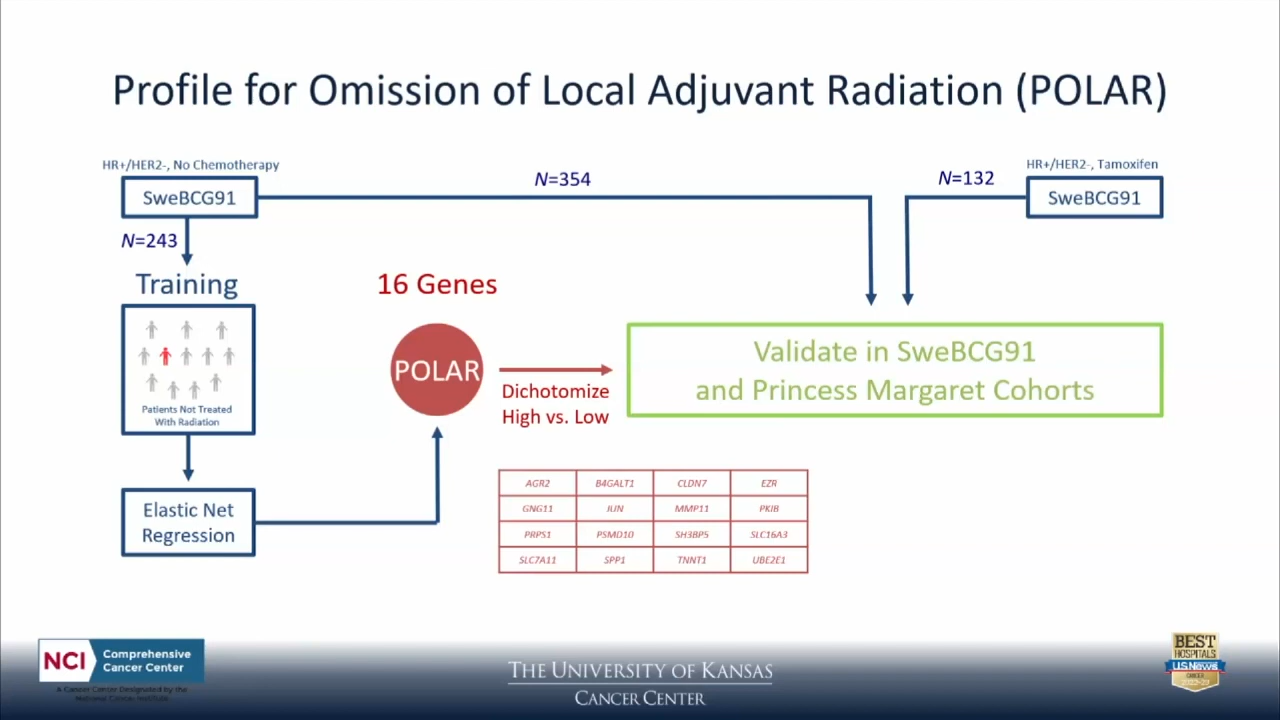 Profile for Omission of Local Adjuvant Radiation (POLAR)
HR+/HER2-, No Chemotherapy
SweBCG91
N=354
N=132
HR+/HER2-, Tamoxifen
SweBCG91
N=243
Training
Patients Not Treated
With Radiation
Elastic Net
Regression
16 Genes
POLAR
Dichotomize
High vs. Low
Validate in SweBCG91
and Princess Margaret Cohorts
AGR2 B4GALT1 CLDN7 EZR
GNG11 JUN MMP11 PKIB
PRPS1 PSMD10 SH3BP5 SLC16A3
SLC7A11 SPP1 TNNT1 UBE2E1
NCI
Comprehensive
Cancer Center
A Cancer Center Designated by the
National Cancer Institute
THE UNIVERSITY OF KANSAS
CANCER CENTER
BEST
HOSPITALS
U.S.News
CANCER
2022-23